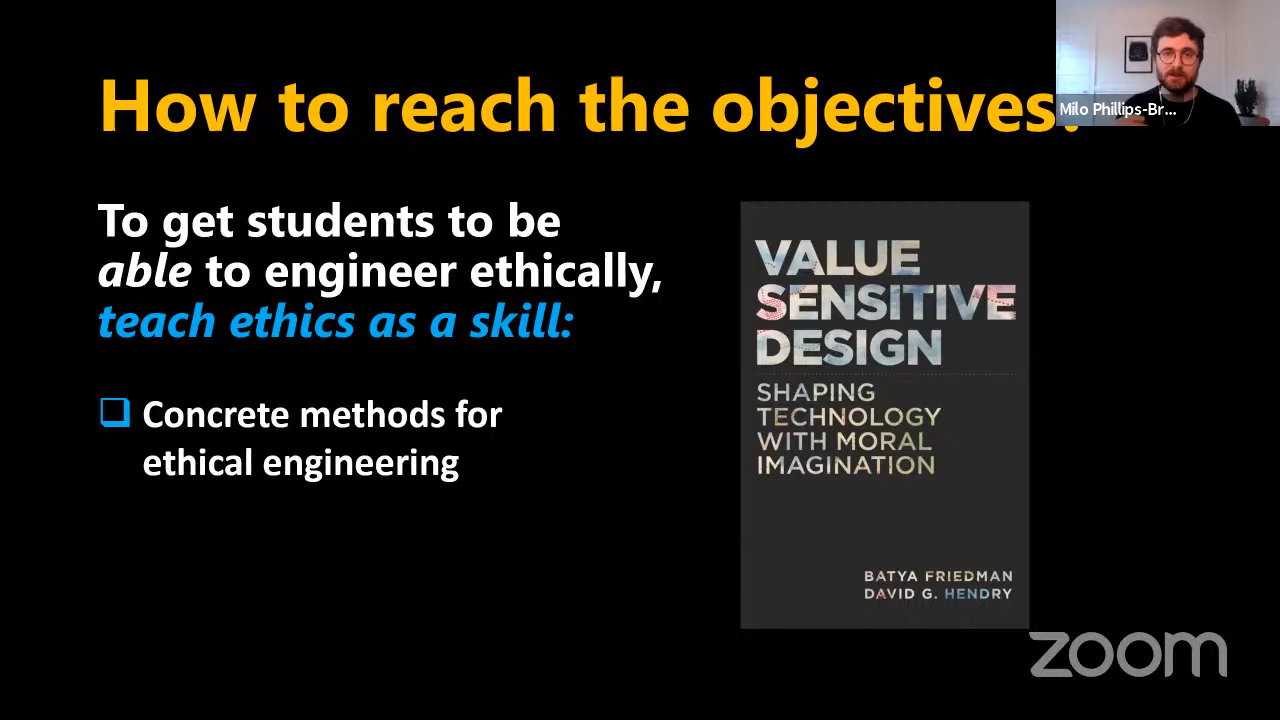 How to reach the objectives?
Milo Phillips-Br...
To get students to be
able to engineer ethically,
teach ethics as a skill:
❑ Concrete methods for
ethical engineering
VALUE
SENSITIVE
DESIGN
SHAPING
TECHNOLOGY
WITH MORAL
IMAGINATION
BATYA FRIEDMAN
DAVID G. HENDRY
zoom